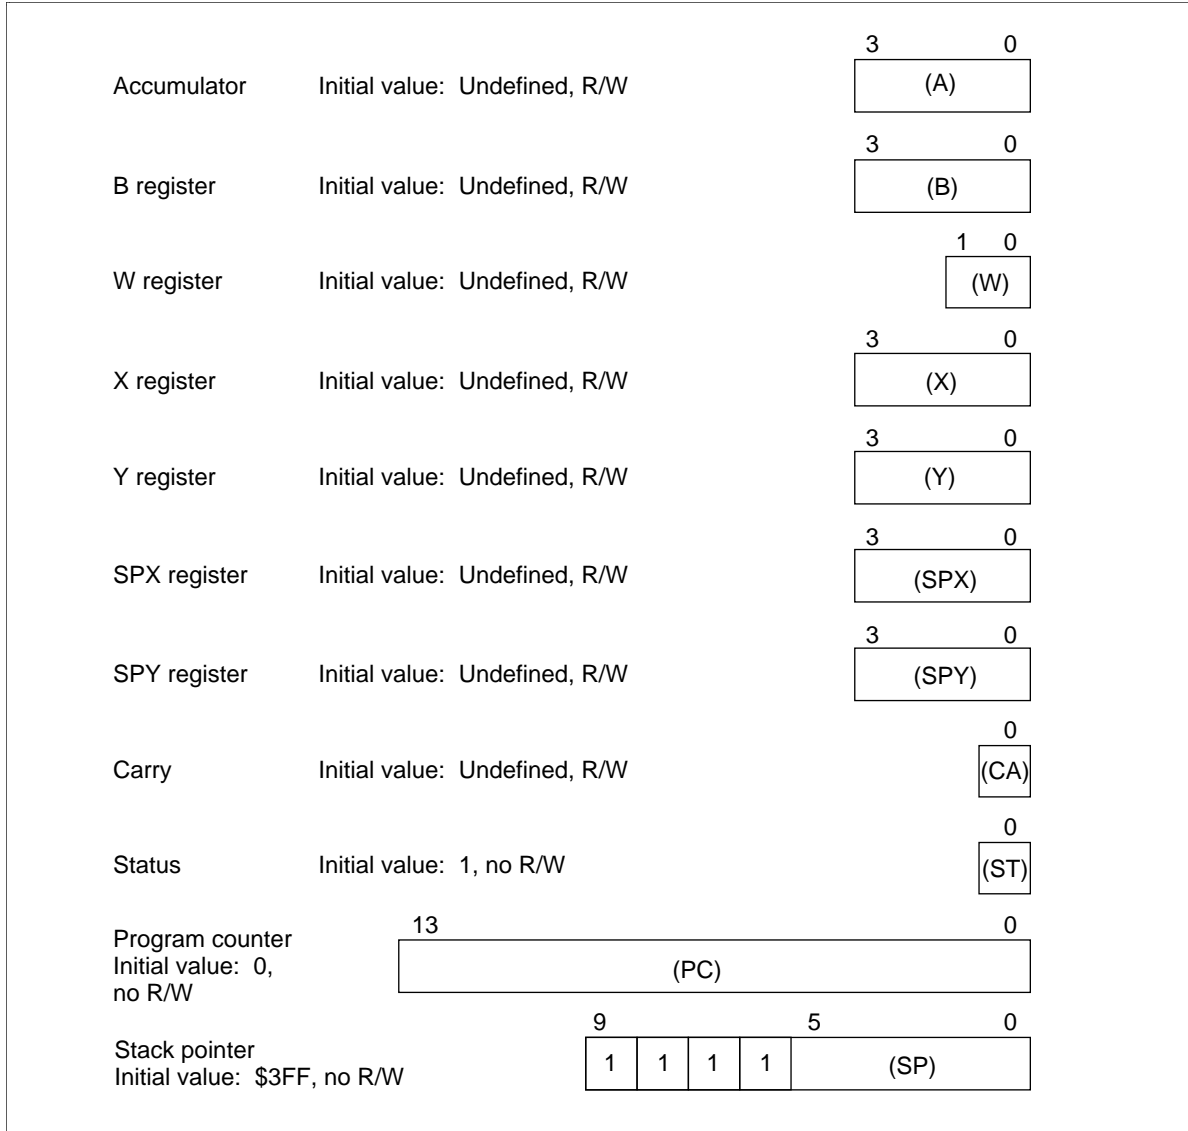 3 0
Accumulator Initial value: Undefined, R/W (A)
3 0
B register Initial value: Undefined, R/W (B)
1 0
W register Initial value: Undefined, R/W (W)
3 0
X register Initial value: Undefined, R/W (X)
3 0
Y register Initial value: Undefined, R/W (Y)
3 0
SPX register Initial value: Undefined, R/W (SPX)
3 0
SPY register Initial value: Undefined, R/W (SPY)
0
Carry Initial value: Undefined, R/W (CA)
0
Status Initial value: 1, no R/W (ST)
13 0
Program counter
Initial value: 0,
no R/W
(PC)
9 5 0
Stack pointer
Initial value: $3FF, no R/W
1 1 1 1 (SP)